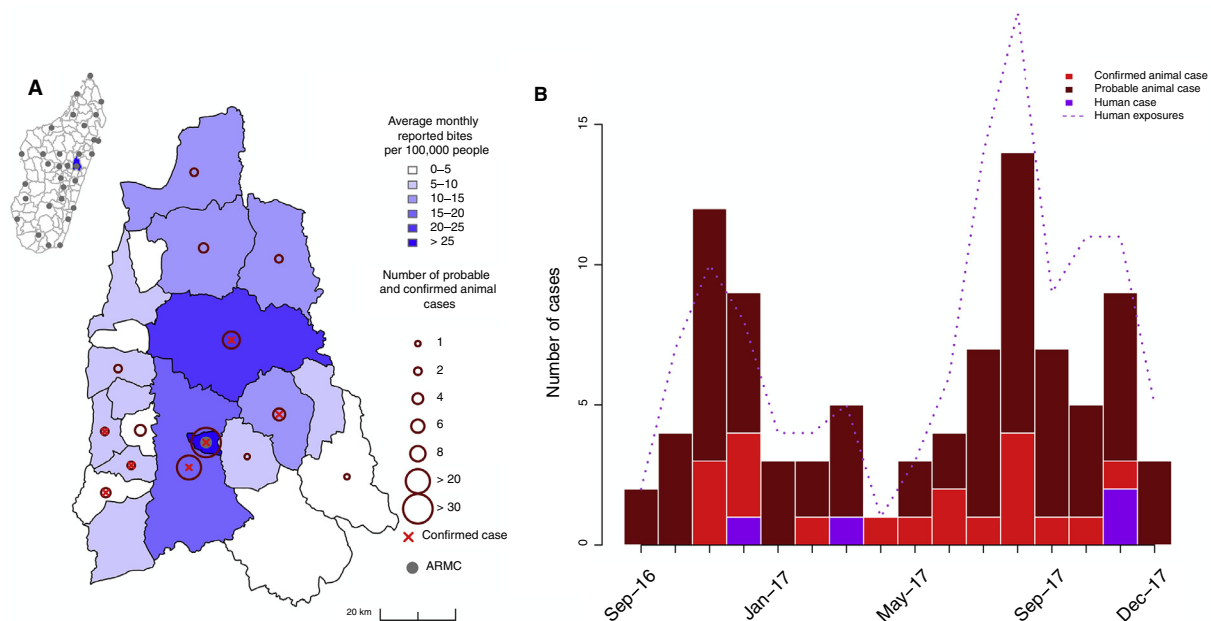 A
Average monthly
reported bites
per 100,000 people
0–5
5–10
10–15
15–20
20–25
> 25
Number of probable
and confirmed animal
cases
1
2
4
6
8
> 20
> 30
Confirmed case
ARMC
20 km
B
Confirmed animal case
Probable animal case
Human case
Human exposures
Number of cases
15
10
5
0
Sep–16
Jan–17
May–17
Sep–17
Dec–17